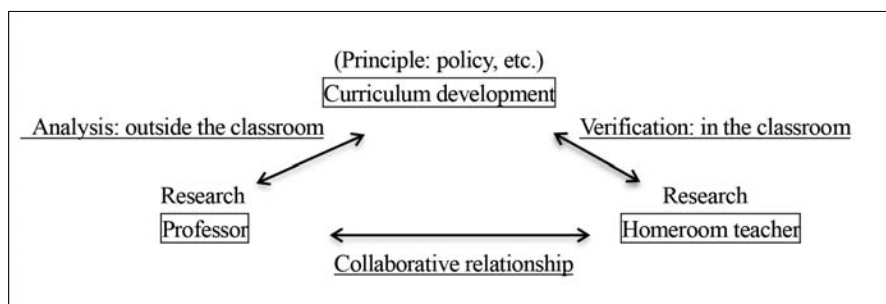 (Principle: policy, etc.)
Curriculum development
Analysis: outside the classroom
Verification: in the classroom
Research
Research
Professor
Homeroom teacher
Collaborative relationship